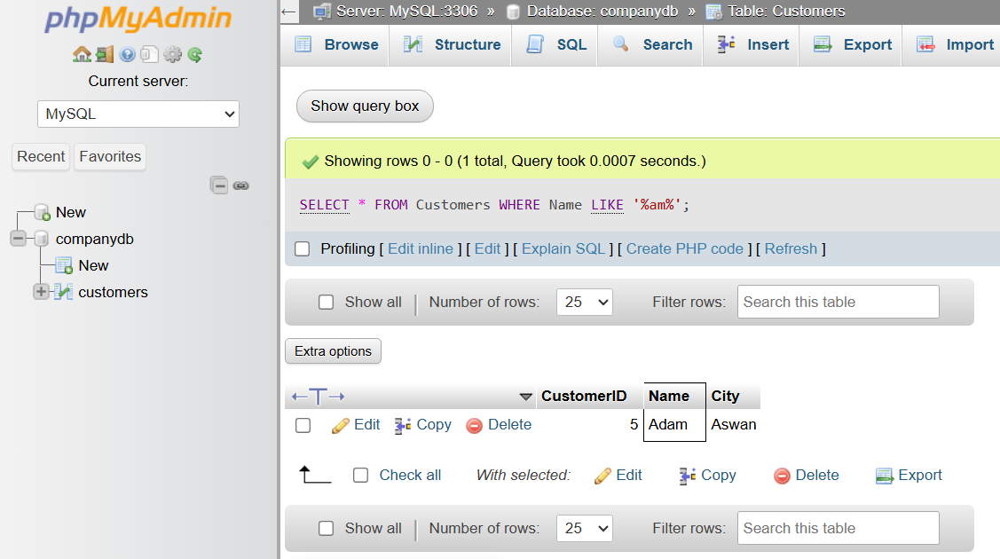 phpMyAdmin
Current server:
MySQL
Recent Favorites
New
companydb
New
customers
← Server: MySQL:3306 » Database: companydb » Table: Customers
Browse Structure SQL Search Insert Export Import
Show query box
Showing rows 0 - 0 (1 total, Query took 0.0007 seconds.)
SELECT * FROM Customers WHERE Name LIKE '%am%';
Profiling [ Edit inline ] [ Edit ] [ Explain SQL ] [ Create PHP code ] [ Refresh ]
Show all | Number of rows: 25 Filter rows: Search this table
Extra options
←T→ CustomerID Name City
Edit Copy Delete 5 Adam Aswan
Check all With selected: Edit Copy Delete Export
Show all | Number of rows: 25 Filter rows: Search this table